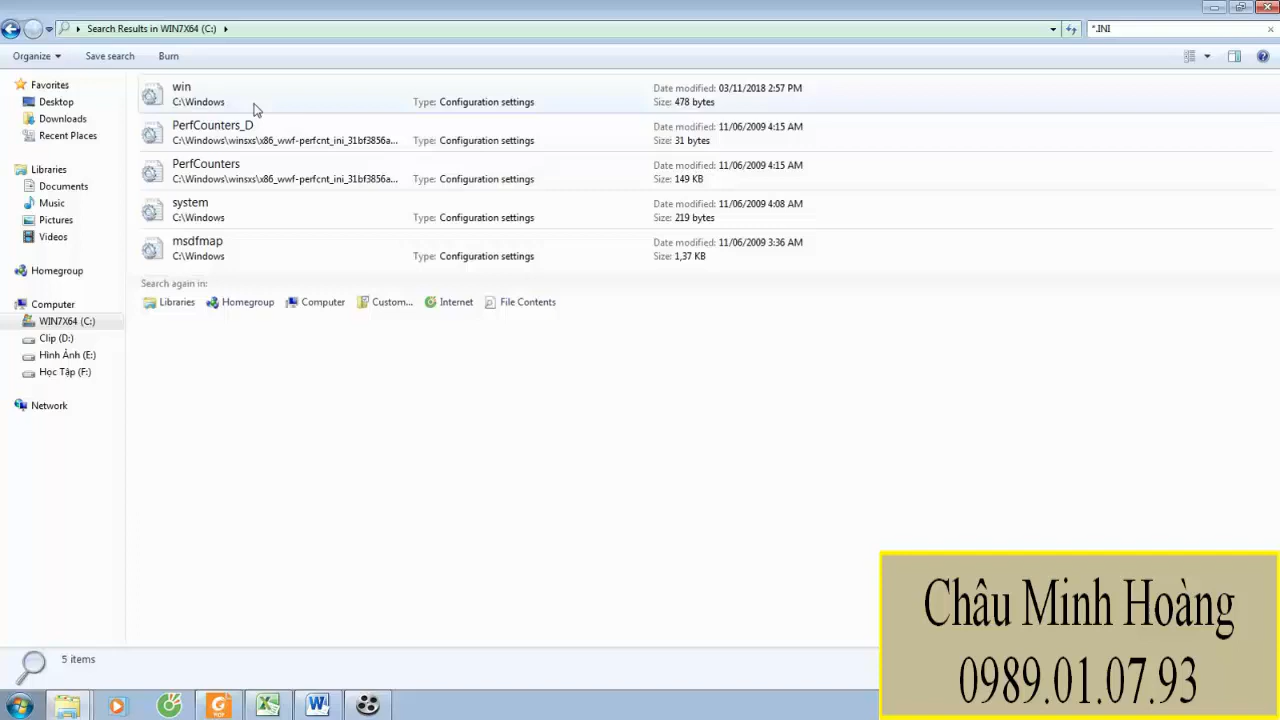 Search Results in WIN7X64 (C:)
*.INI
Organize
Save search
Burn
Favorites
Desktop
Downloads
Recent Places
Libraries
Documents
Music
Pictures
Videos
Homegroup
Computer
WIN7X64 (C:)
Clip (D:)
Hình Ảnh (E:)
Học Tập (F:)
Network
win
C:\Windows
Type: Configuration settings
Date modified: 03/11/2018 2:57 PM
Size: 478 bytes
PerfCounters_D
C:\Windows\winsxs\x86_wwf-perfcnt_ini_31bf3856a...
Type: Configuration settings
Date modified: 11/06/2009 4:15 AM
Size: 31 bytes
PerfCounters
C:\Windows\winsxs\x86_wwf-perfcnt_ini_31bf3856a...
Type: Configuration settings
Date modified: 11/06/2009 4:15 AM
Size: 149 KB
system
C:\Windows
Type: Configuration settings
Date modified: 11/06/2009 4:08 AM
Size: 219 bytes
msdfmap
C:\Windows
Type: Configuration settings
Date modified: 11/06/2009 3:36 AM
Size: 1,37 KB
Search again in:
Libraries
Homegroup
Computer
Custom...
Internet
File Contents
5 items
Châu Minh Hoàng
0989.01.07.93